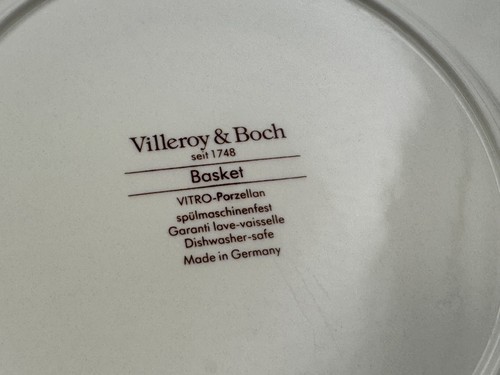 Villeroy & Boch
seit 1748
Basket
VITRO-Porzellan
spülmaschinenfest
Garanti lave-vaisselle
Dishwasher-safe
Made in Germany